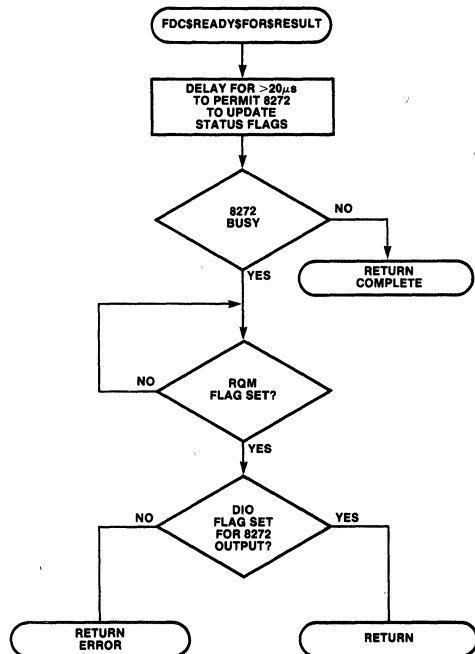 FDC$READY$FOR$RESULT
DELAY FOR >20μs
TO PERMIT 8272
TO UPDATE
STATUS FLAGS
8272
BUSY
NO
YES
RETURN
COMPLETE
RQM
FLAG SET?
NO
YES
DIO
FLAG SET
FOR 8272
OUTPUT?
NO
YES
RETURN
ERROR
RETURN